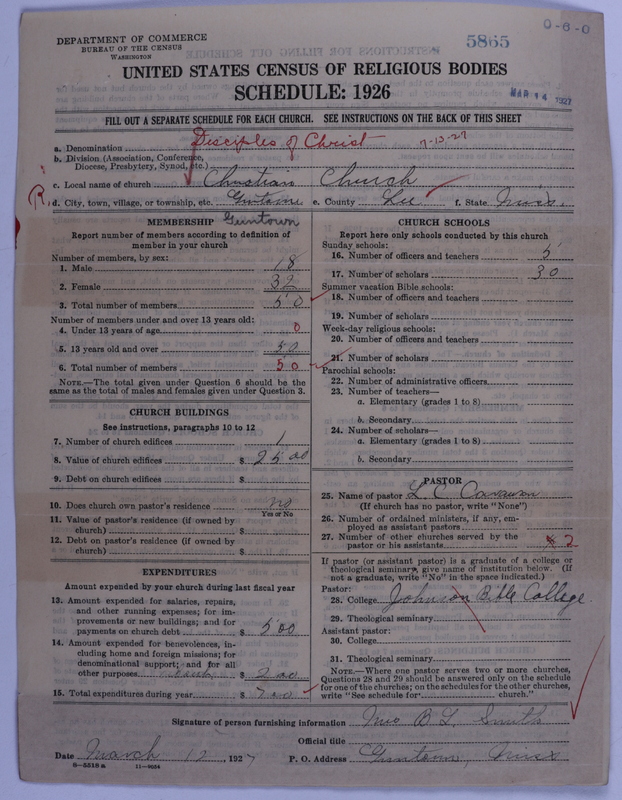 0-6-0
DEPARTMENT OF COMMERCE
BUREAU OF THE CENSUS
WASHINGTON
5865
UNITED STATES CENSUS OF RELIGIOUS BODIES
SCHEDULE: 1926
MAR 14 1927
FILL OUT A SEPARATE SCHEDULE FOR EACH CHURCH. SEE INSTRUCTIONS ON THE BACK OF THIS SHEET
a. Denomination Disciples of Christ 7-13-27
b. Division (Association, Conference, Diocese, Presbytery, Synod, etc.)
c. Local name of church Christian Church
R. d. City, town, village, or township, etc. Guntown e. County Lee f. State Miss.
Guntown
MEMBERSHIP
Report number of members according to definition of
member in your church
Number of members, by sex:
1. Male 18
2. Female 32
3. Total number of members 50
Number of members under and over 13 years old:
4. Under 13 years of age 0
5. 13 years old and over 50
6. Total number of members 50
NOTE.—The total given under Question 6 should be
same as the total of males and females given under Question 3.
CHURCH BUILDINGS
See instructions, paragraphs 10 to 12
7. Number of church edifices 1
8. Value of church edifices $ 2500
9. Debt on church edifices $
10. Does church own pastor's residence no
Yes or No
11. Value of pastor's residence (if owned by
church) $
12. Debt on pastor's residence (if owned by
church) $
EXPENDITURES
Amount expended by your church during last fiscal year
13. Amount expended for salaries, repairs,
and other running expenses; for im-
provements or new buildings; and for
payments on church debt $ 500
14. Amount expended for benevolences, in-
cluding home and foreign missions; for
denominational support; and for all
other purposes $ 200
15. Total expenditures during year $ 700
CHURCH SCHOOLS
Report here only schools conducted by this church
Sunday schools:
16. Number of officers and teachers 5
17. Number of scholars 30
Summer vacation Bible schools:
18. Number of officers and teachers
19. Number of scholars
Week-day religious schools:
20. Number of officers and teachers
21. Number of scholars
Parochial schools:
22. Number of administrative officers
23. Number of teachers—
a. Elementary (grades 1 to 8)
b. Secondary
24. Number of scholars—
a. Elementary (grades 1 to 8)
b. Secondary
PASTOR
25. Name of pastor L. C.
(If church has no pastor, write "None")
26. Number of ordained ministers, if any, em-
ployed as assistant pastors
27. Number of other churches served by the
pastor or his assistants 2
If pastor (or assistant pastor) is a graduate of a college or
theological seminary, give name of institution below. (If
not a graduate, write "No" in the space indicated.)
Pastor:
28. College Johnson Bible College
29. Theological seminary
Assistant pastor:
30. College
31. Theological seminary
NOTE.—Where one pastor serves two or more churches,
Questions 28 and 29 should be answered only on the schedule
for one of the churches; on the schedules for the other churches,
write "See schedule for church."
Signature of person furnishing information Mrs B. L. Smith
Official title
Date March 12, 1927 P. O. Address Guntown, Miss
8-5518 a 11-9054